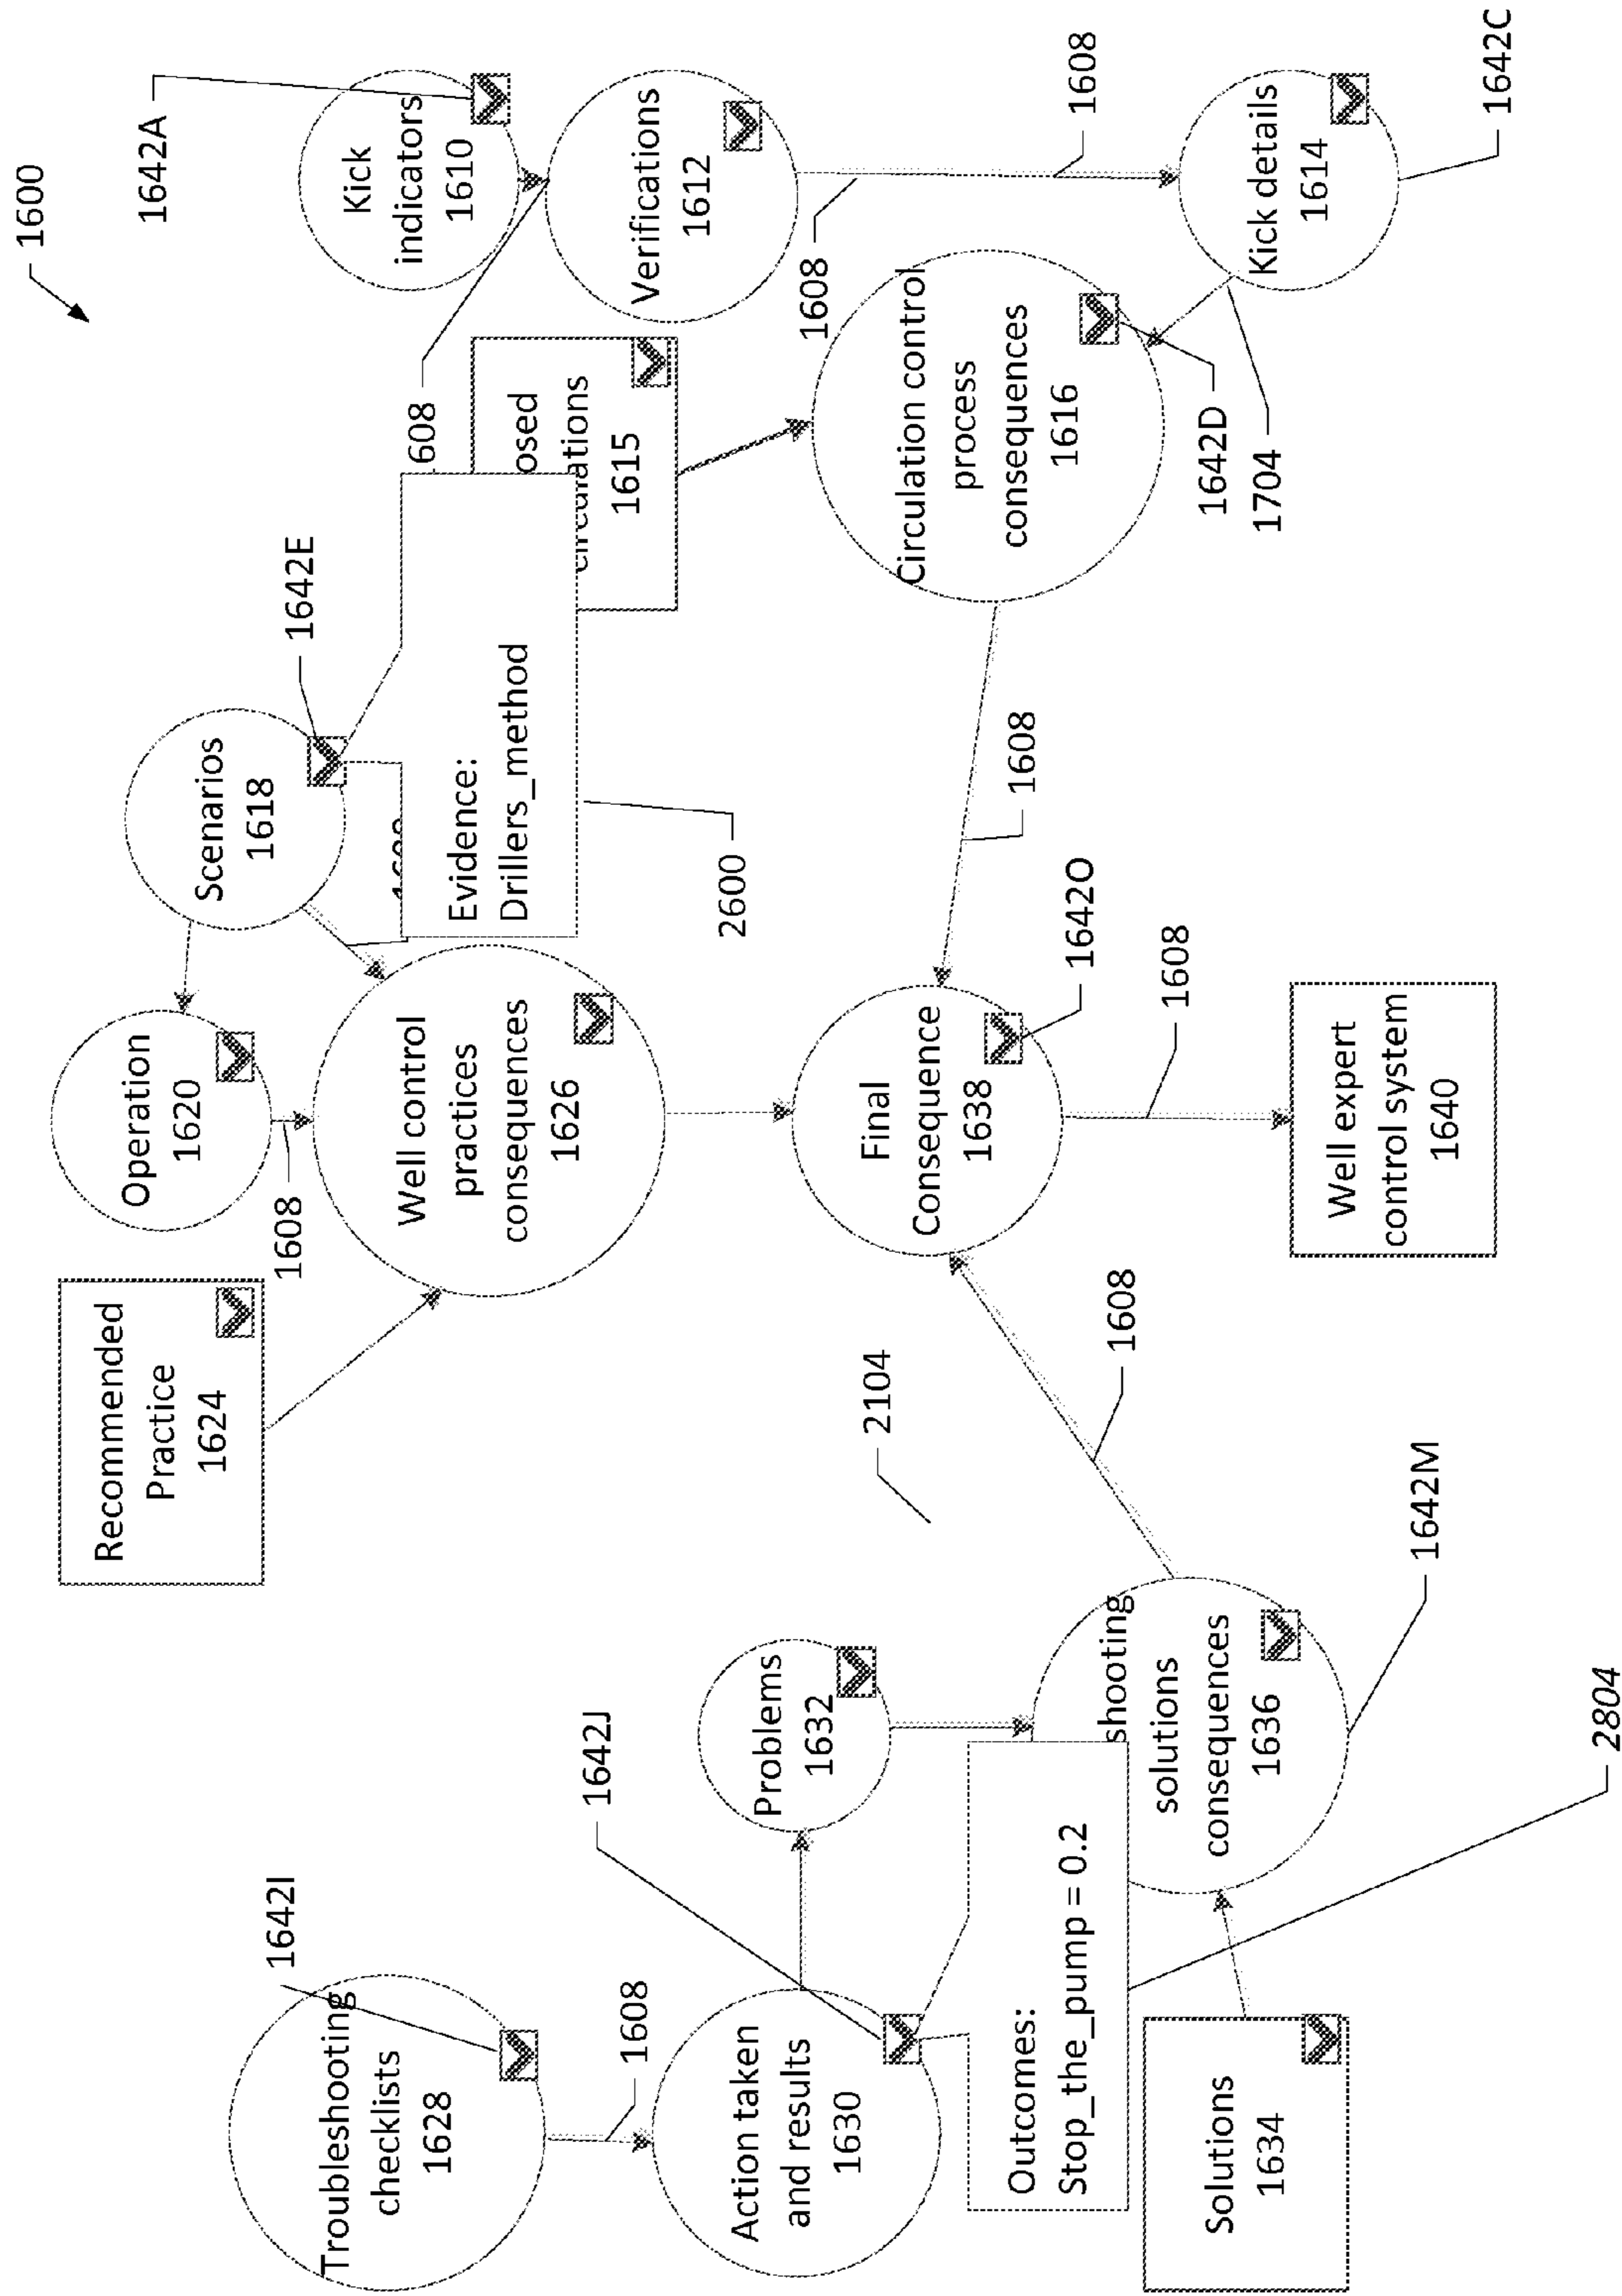 1600
1642A
Kick
indicators
1610
Verifications
1612
608
1608
1608
Kick details
1614
1642C
osed
1615
Circulation control
process
consequences
1616
1642D
1704
1642E
Scenarios
1618
Evidence:
Drillers_method
2600
Operation
1620
1608
Recommended
Practice
1624
Well control
practices
consequences
1626
1608
Final
Consequence
1638
1642O
1608
Well expert
control system
1640
2104
1608
1642I
Troubleshooting
checklists
1628
1608
1642J
Action taken
and results
1630
Problems
1632
Outcomes:
Stop_the_pump = 0.2
shooting
solutions
consequences
1636
1642M
Solutions
1634
2804